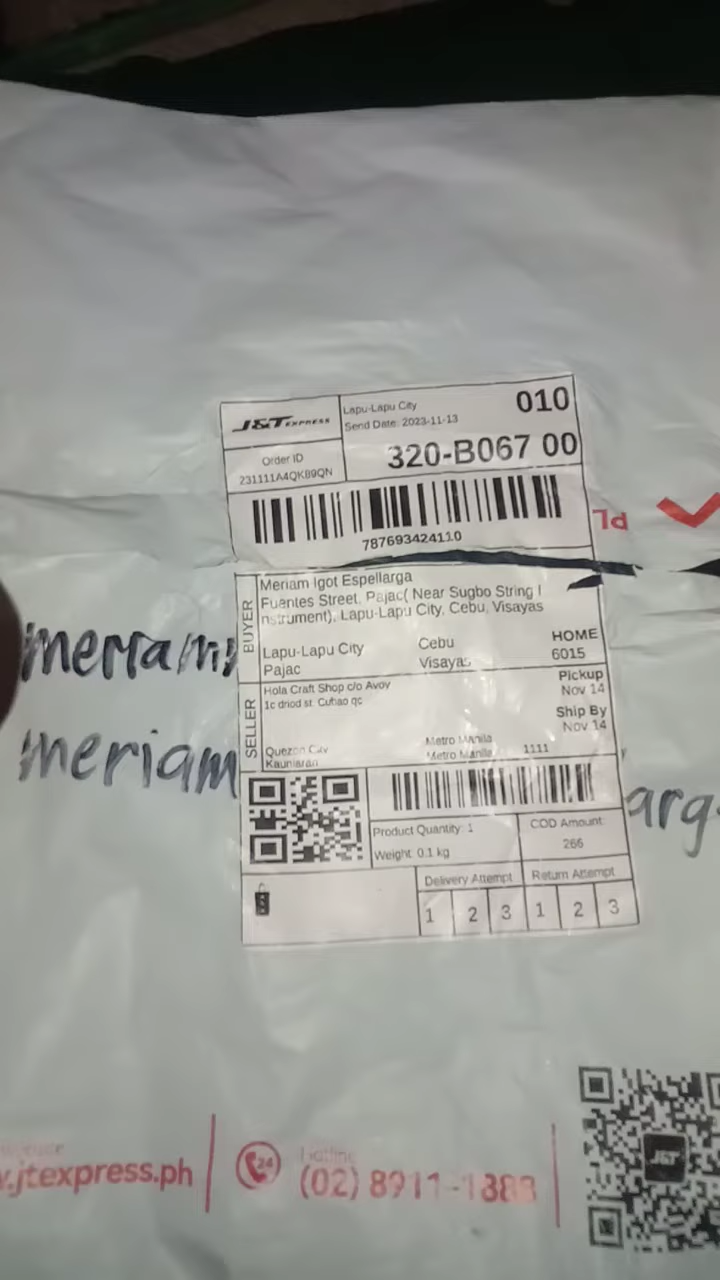 J&T EXPRESS
Lapu-Lapu City
Send Date: 2023-11-13
010
Order ID
231111A4QKB9QN
320-B067 00
787693424110
PL
BUYER
Meriam Igot Espellarga
Fuentes Street, Pajac( Near Sugbo String I
nstrument), Lapu-Lapu City, Cebu, Visayas
Lapu-Lapu City Cebu HOME
Pajac Visayas 6015
SELLER
Hola Craft Shop c/o Avoy
1c driod st. Cubao qc
Pickup
Nov 14
Ship By
Nov 14
Quezon City Metro Manila
Metro Manila 1111
Product Quantity: 1
Weight: 0.1 kg
COD Amount:
266
Delivery Attempt Return Attempt
1 2 3 1 2 3
meriam
arg
.jtexpress.ph
24
Hotline
(02) 8911-1888
J&T